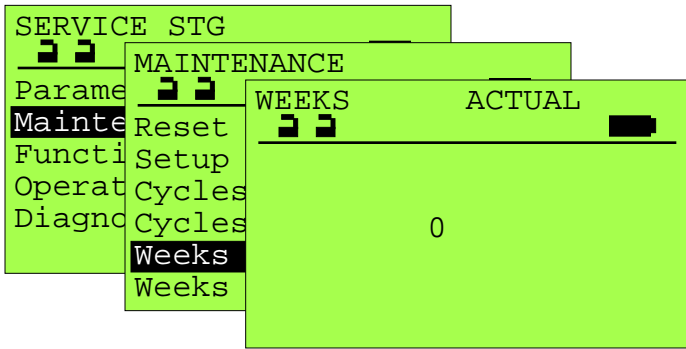 SERVICE STG
Parame
Mainte
Functi
Operat
Diagno
MAINTENANCE
Reset
Setup
Cycles
Cycles
Weeks
Weeks
WEEKS ACTUAL
0